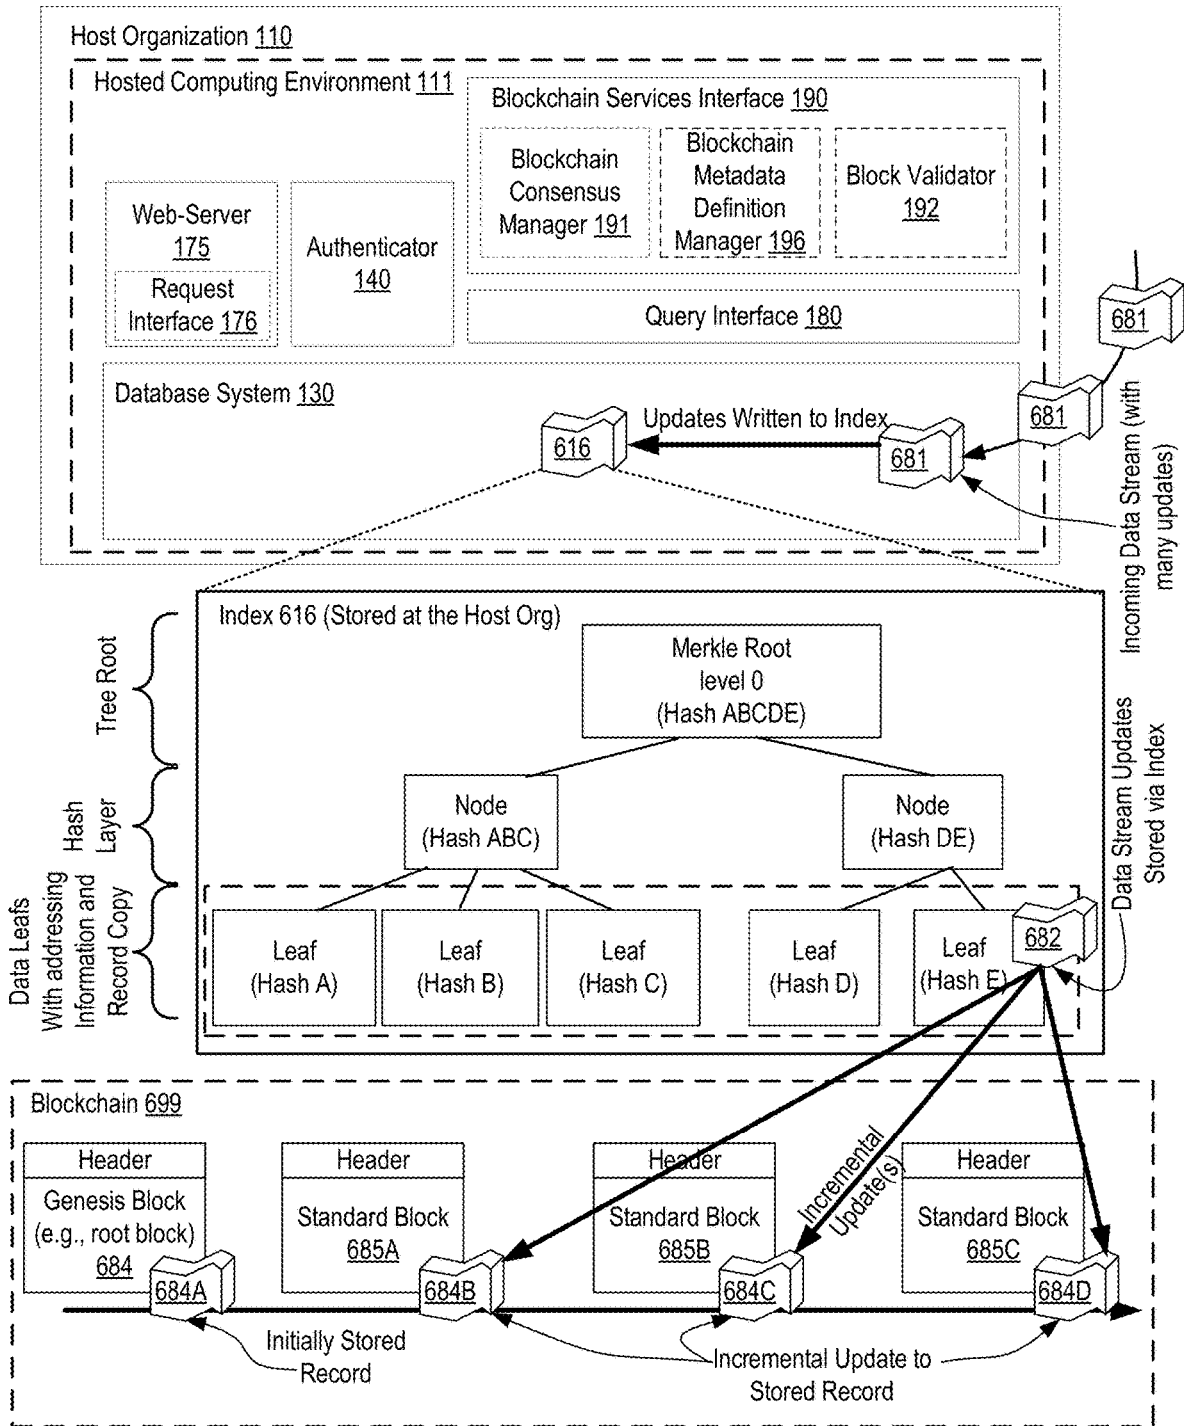 Host Organization 110
Hosted Computing Environment 111
Blockchain Services Interface 190
Blockchain
Consensus
Manager 191
Blockchain
Metadata
Definition
Manager 196
Block Validator
192
Web-Server
175
Request
Interface 176
Authenticator
140
Query Interface 180
681
681
681
Database System 130
Updates Written to Index
616
Incoming Data Stream (with
many updates)
Index 616 (Stored at the Host Org)
Tree Root
Merkle Root
level 0
(Hash ABCDE)
Hash
Layer
Node
(Hash ABC)
Node
(Hash DE)
Data Stream Updates
Stored via Index
Data Leafs
With addressing
Information and
Record Copy
Leaf
(Hash A)
Leaf
(Hash B)
Leaf
(Hash C)
Leaf
(Hash D)
Leaf
(Hash E)
682
Blockchain 699
Header
Genesis Block
(e.g., root block)
684
684A
Header
Standard Block
685A
684B
Header
Standard Block
685B
684C
Incremental
Update(s)
Header
Standard Block
685C
684D
Initially Stored
Record
Incremental Update to
Stored Record